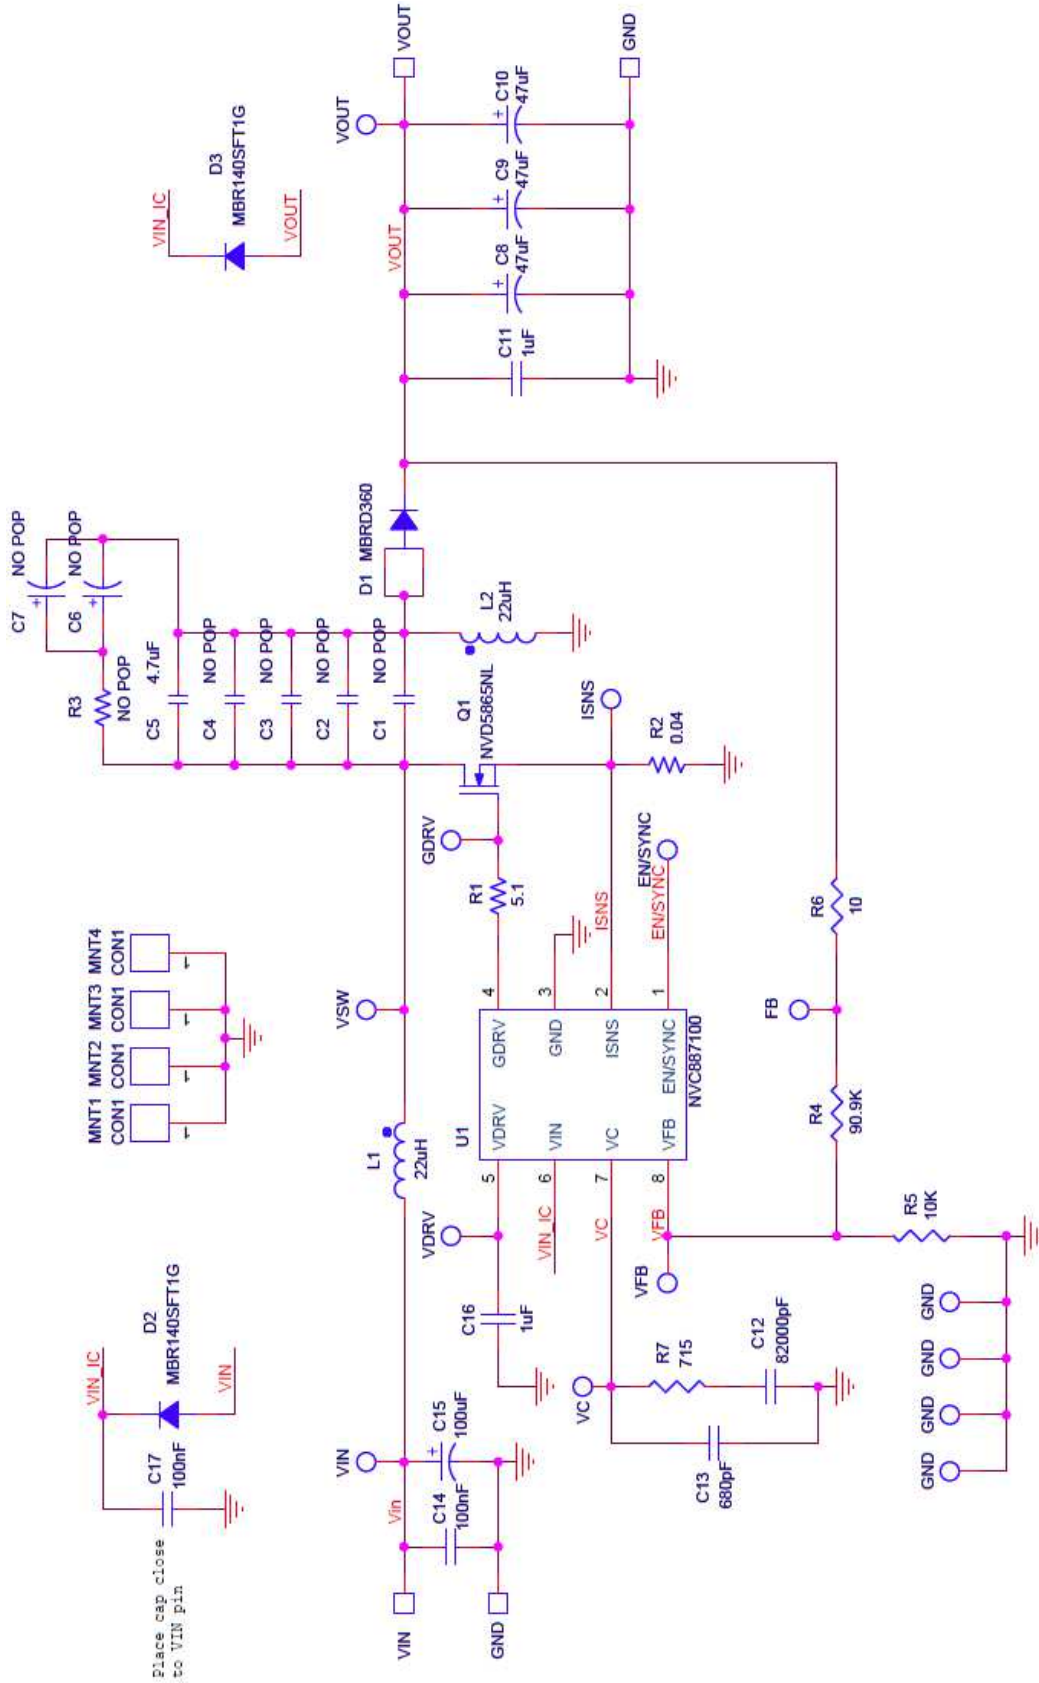 Place cap close
to VIN pin
VIN_IC
C17
100nF
D2
MBR140SFT1G
VIN
MNT1
CON1
1
MNT2
CON1
1
MNT3
CON1
1
MNT4
CON1
1
C7
NO POP
C6
NO POP
R3
NO POP
C5
4.7uF
C4
NO POP
C3
NO POP
C2
NO POP
C1
NO POP
VIN_IC
D3
MBR140SFT1G
VOUT
VIN
GND
Vin
VIN
C14
100nF
C15
100uF
L1
22uH
VSW
D1
MBRD360
L2
22uH
VOUT
VOUT
VOUT
GND
C11
1uF
C8
47uF
C9
47uF
C10
47uF
+
+
+
+
+
+
VDRV
C16
1uF
U1
NVC887100
5
VDRV
6
VIN
7
VC
8
VFB
GDRV
4
GND
3
ISNS
2
EN/SYNC
1
VIN_IC
VC
VFB
VFB
R1
5.1
GDRV
Q1
NVD5865NL
ISNS
ISNS
EN/SYNC
EN/SYNC
R2
0.04
VC
R7
715
C12
82000pF
C13
680pF
R4
90.9K
FB
R6
10
R5
10K
GND
GND
GND
GND